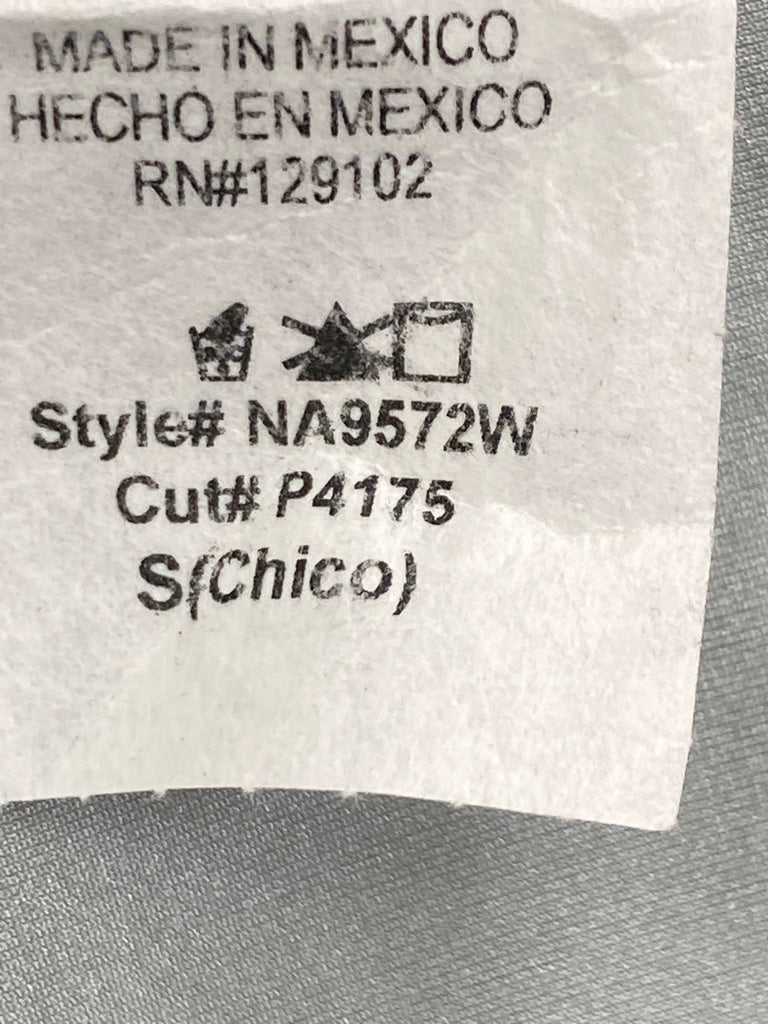 MADE IN MEXICO
HECHO EN MEXICO
RN#129102
Style# NA9572W
Cut# P4175
S(Chico)